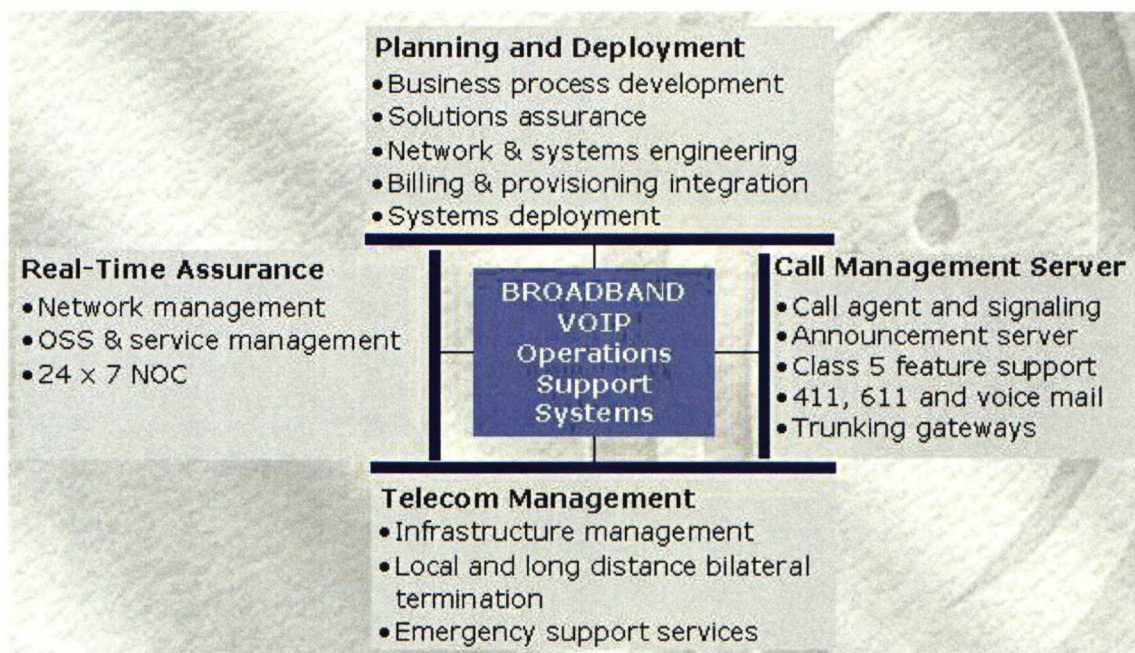 Planning and Deployment
•Business process development
•Solutions assurance
•Network & systems engineering
•Billing & provisioning integration
•Systems deployment
Real-Time Assurance
•Network management
•OSS & service management
•24 x 7 NOC
BROADBAND
VOIP
Operations
Support
Systems
Call Management Server
•Call agent and signaling
•Announcement server
•Class 5 feature support
•411, 611 and voice mail
•Trunking gateways
Telecom Management
•Infrastructure management
•Local and long distance bilateral
termination
•Emergency support services